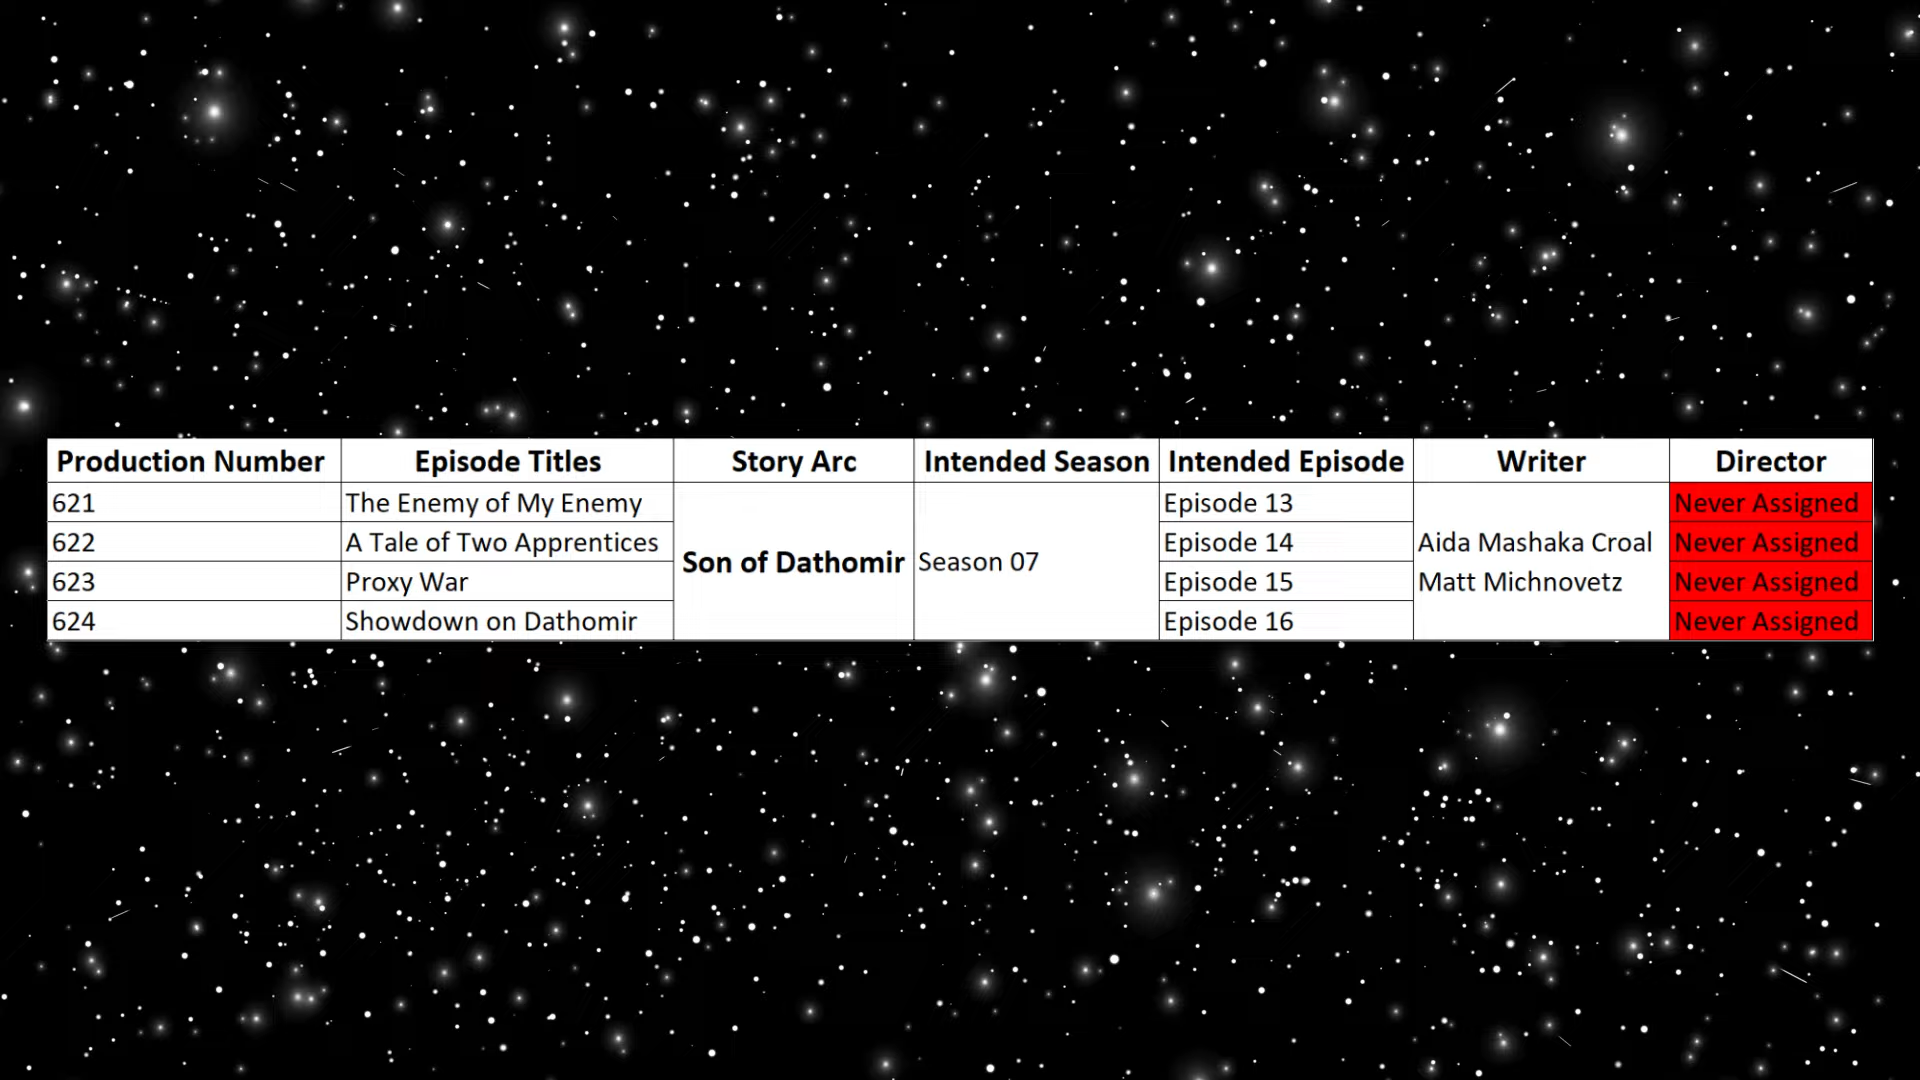 Production Number Episode Titles Story Arc Intended Season Intended Episode Writer Director
621 The Enemy of My Enemy Episode 13 Never Assigned
622 A Tale of Two Apprentices Episode 14 Aida Mashaka Croal Never Assigned
Son of Dathomir Season 07
623 Proxy War Episode 15 Matt Michnovetz Never Assigned
624 Showdown on Dathomir Episode 16 Never Assigned